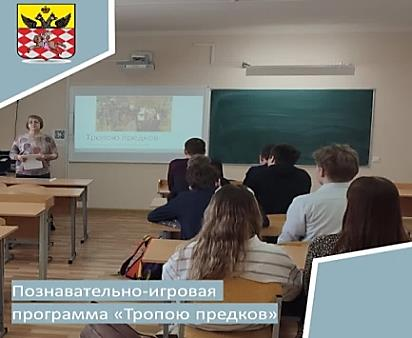 Тропою предков
Познавательно-игровая
программа «Тропою предков»